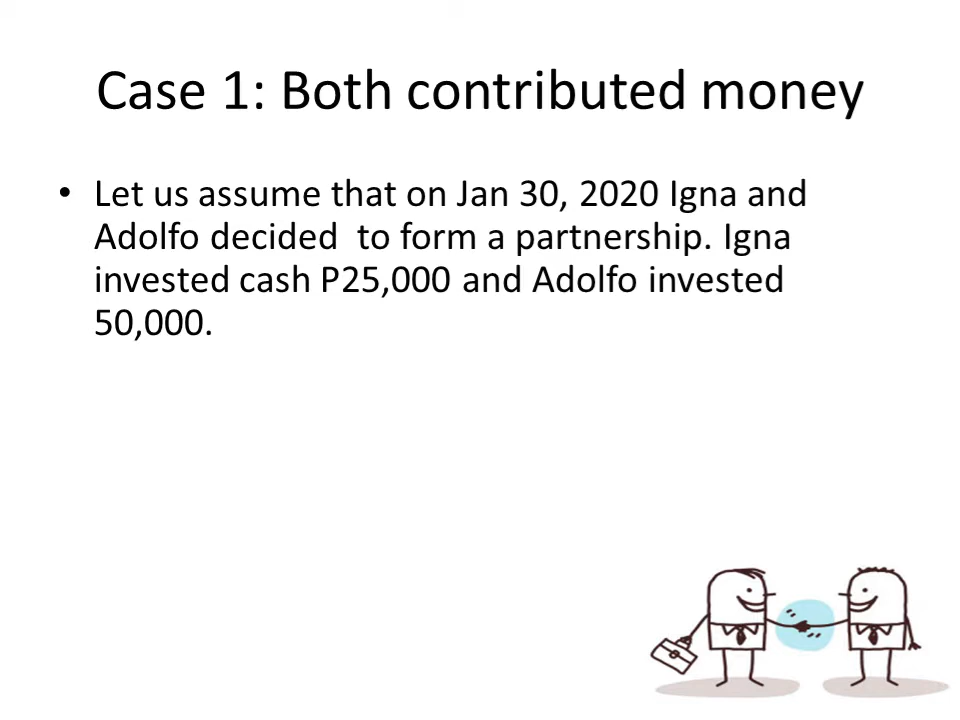 Case 1: Both contributed money
• Let us assume that on Jan 30, 2020 Igna and
Adolfo decided  to form a partnership. Igna
invested cash P25,000 and Adolfo invested
50,000.